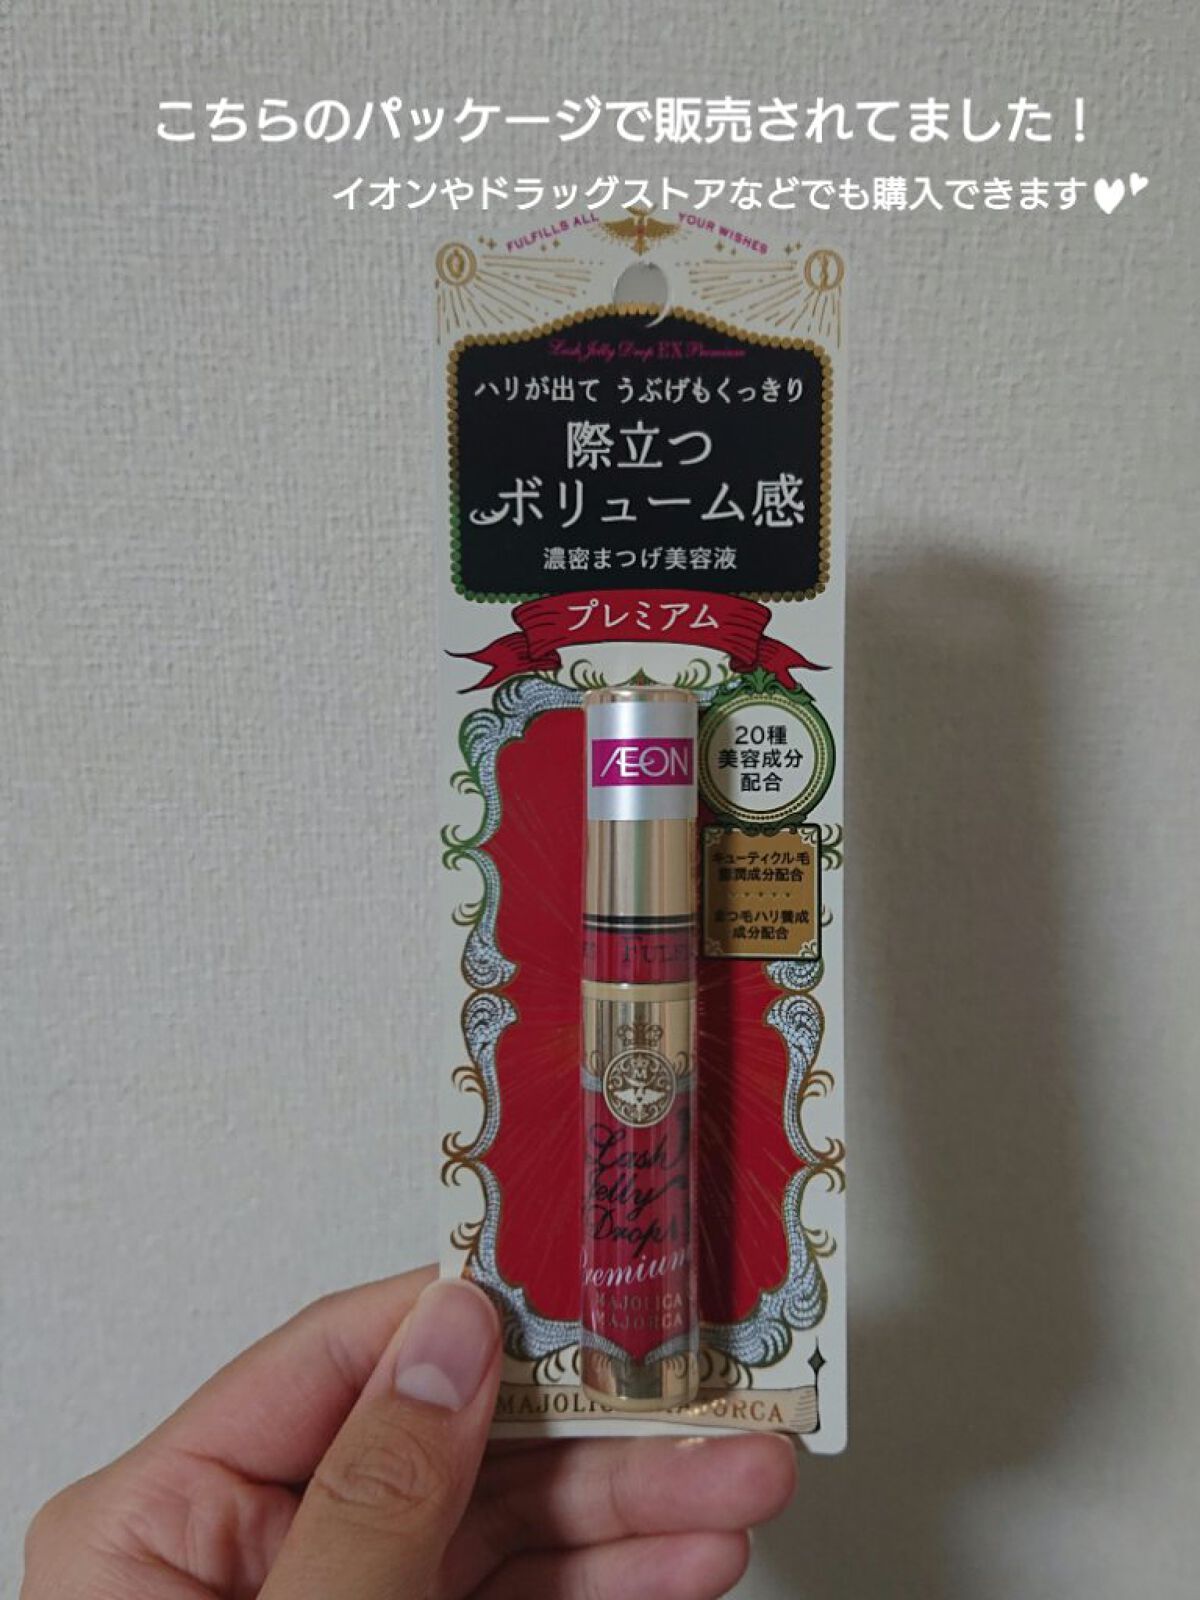 こちらのパッケージで販売されてました！
イオンやドラッグストアなどでも購入できます
FULFILLS ALL YOUR WISHES
Lash Jelly Drop EX Premium
ハリが出て うぶげもくっきり
際立つ
ボリューム感
濃密まつげ美容液
プレミアム
ÆON
20種
美容成分
配合
キューティクル毛
膨潤成分配合
まつ毛ハリ養成
成分配合
Lash
Jelly
Drops
Premium
MAJOLICA
MAJORCA
MAJOLICA MAJORCA